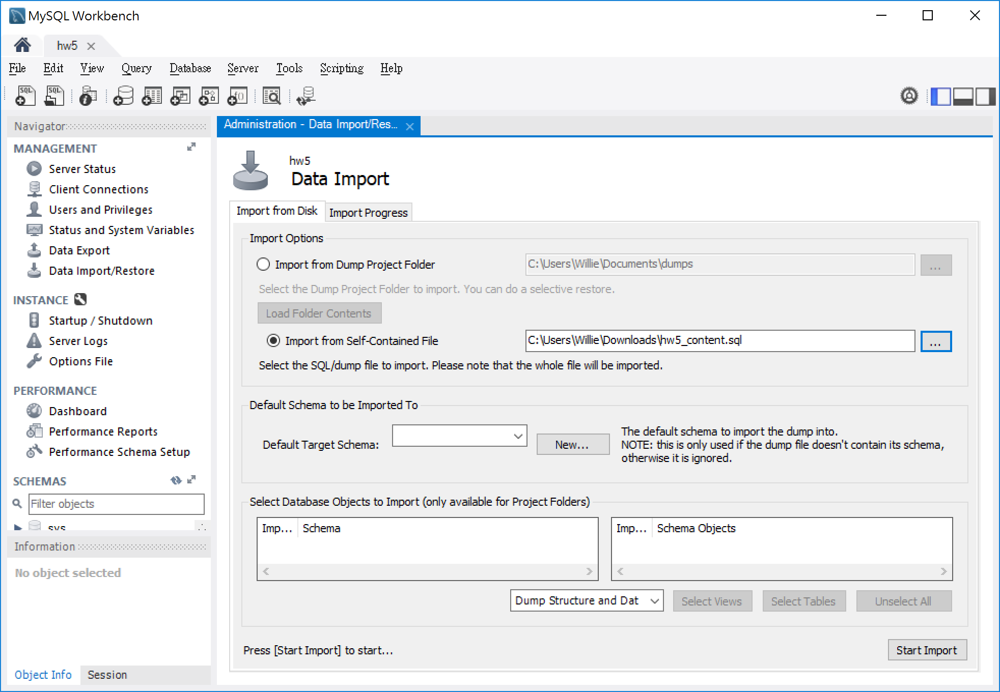 MySQL Workbench
hw5
File Edit View Query Database Server Tools Scripting Help
SQL SQL
Navigator
MANAGEMENT
Server Status
Client Connections
Users and Privileges
Status and System Variables
Data Export
Data Import/Restore
INSTANCE
Startup / Shutdown
Server Logs
Options File
PERFORMANCE
Dashboard
Performance Reports
Performance Schema Setup
SCHEMAS
Filter objects
sys
Information
No object selected
Object Info Session
Administration - Data Import/Res...
hw5
Data Import
Import from Disk Import Progress
Import Options
Import from Dump Project Folder C:\Users\Willie\Documents\dumps ...
Select the Dump Project Folder to import. You can do a selective restore.
Load Folder Contents
Import from Self-Contained File C:\Users\Willie\Downloads\hw5_content.sql ...
Select the SQL/dump file to import. Please note that the whole file will be imported.
Default Schema to be Imported To
Default Target Schema: New...
The default schema to import the dump into.
NOTE: this is only used if the dump file doesn't contain its schema,
otherwise it is ignored.
Select Database Objects to Import (only available for Project Folders)
Imp... Schema Imp... Schema Objects
Dump Structure and Dat Select Views Select Tables Unselect All
Press [Start Import] to start... Start Import